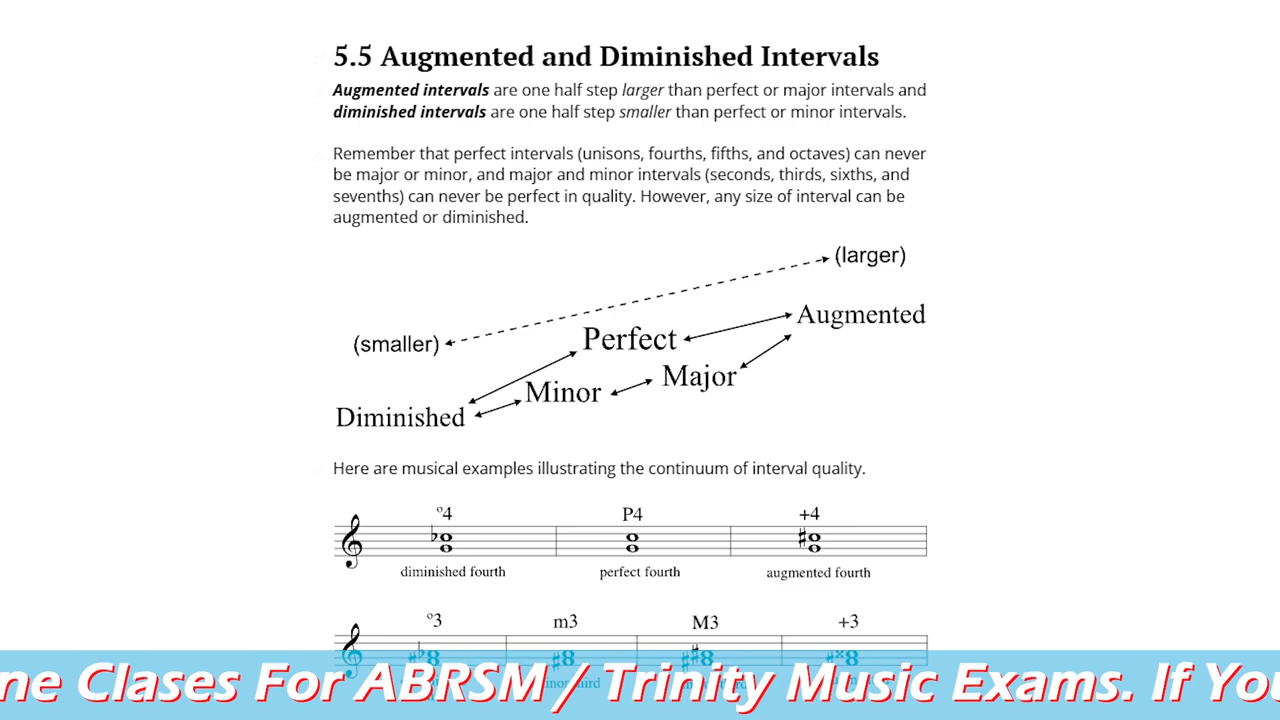 5.5 Augmented and Diminished Intervals
Augmented intervals are one half step larger than perfect or major intervals and
diminished intervals are one half step smaller than perfect or minor intervals.
Remember that perfect intervals (unisons, fourths, fifths, and octaves) can never
be major or minor, and major and minor intervals (seconds, thirds, sixths, and
sevenths) can never be perfect in quality. However, any size of interval can be
augmented or diminished.
(larger)
Augmented
Perfect
(smaller)
Major
Minor
Diminished
Here are musical examples illustrating the continuum of interval quality.
º4 P4 +4
diminished fourth perfect fourth augmented fourth
º3 m3 M3 +3
ne Clases For ABRSM / Trinity Music Exams. If You